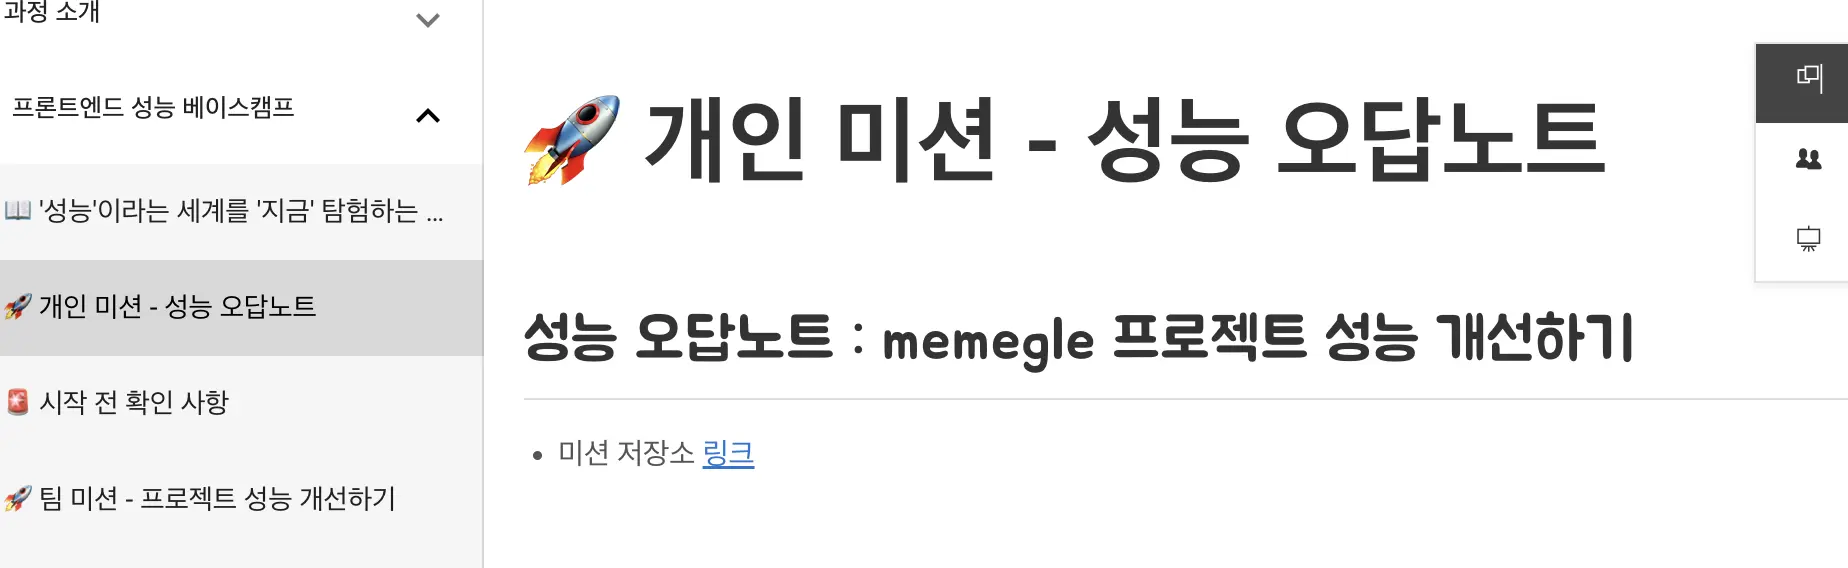 과정 소개
프론트엔드 성능 베이스캠프
📖 '성능'이라는 세계를 '지금' 탐험하는 ...
🚀 개인 미션 - 성능 오답노트
🚨 시작 전 확인 사항
🚀 팀 미션 - 프로젝트 성능 개선하기
🚀 개인 미션 - 성능 오답노트
성능 오답노트 : memegle 프로젝트 성능 개선하기
• 미션 저장소 링크